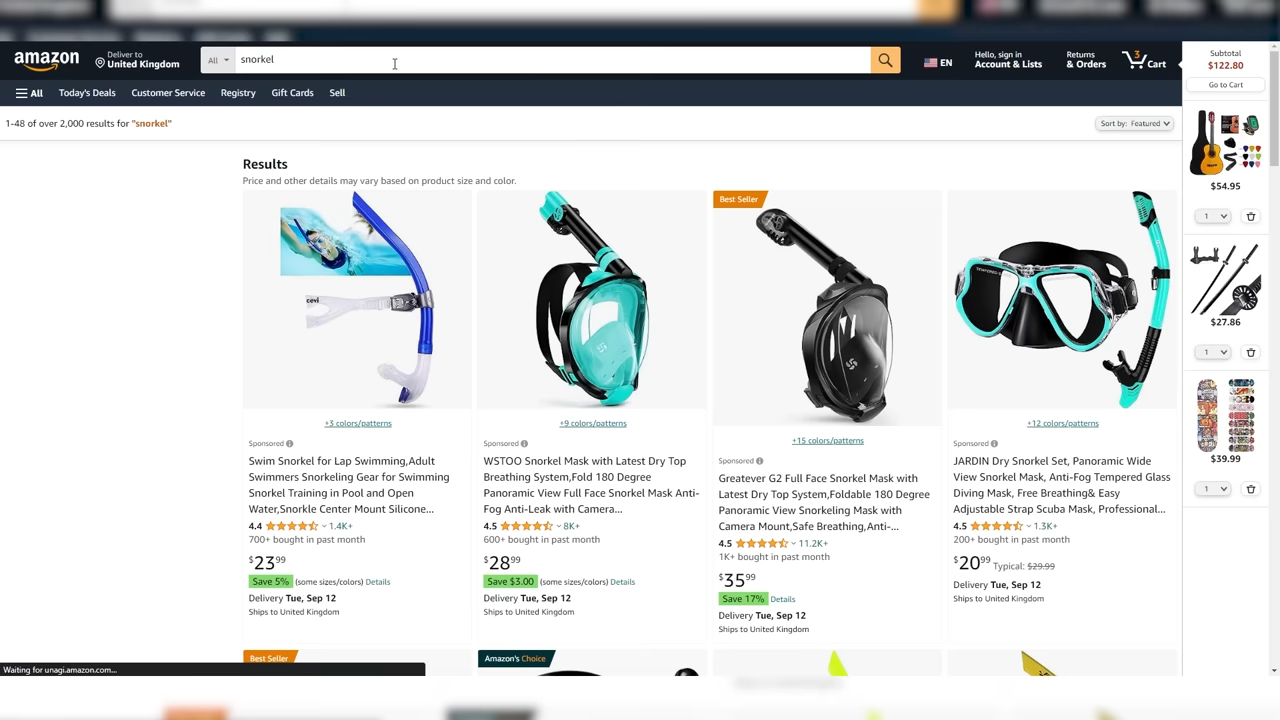 amazon
Deliver to
United Kingdom
All
snorkel
EN
Hello, sign in
Account & Lists
Returns
& Orders
3
Cart
Subtotal
$122.80
Go to Cart
All
Today's Deals
Customer Service
Registry
Gift Cards
Sell
1-48 of over 2,000 results for "snorkel"
Sort by: Featured
Results
Price and other details may vary based on product size and color.
cevi
+3 colors/patterns
Sponsored
Swim Snorkel for Lap Swimming,Adult
Swimmers Snorkeling Gear for Swimming
Snorkel Training in Pool and Open
Water,Snorkle Center Mount Silicone...
4.4
1.4K+
700+ bought in past month
$23.99
Save 5% (some sizes/colors) Details
Delivery Tue, Sep 12
Ships to United Kingdom
+9 colors/patterns
Sponsored
WSTOO Snorkel Mask with Latest Dry Top
Breathing System,Fold 180 Degree
Panoramic View Full Face Snorkel Mask Anti-
Fog Anti-Leak with Camera...
4.5
8K+
600+ bought in past month
$28.99
Save $3.00 (some sizes/colors) Details
Delivery Tue, Sep 12
Ships to United Kingdom
Best Seller
+15 colors/patterns
Sponsored
Greatever G2 Full Face Snorkel Mask with
Latest Dry Top System,Foldable 180 Degree
Panoramic View Snorkeling Mask with
Camera Mount,Safe Breathing,Anti-...
4.5
11.2K+
1K+ bought in past month
$35.99
Save 17% Details
Delivery Tue, Sep 12
Ships to United Kingdom
+12 colors/patterns
Sponsored
JARDIN Dry Snorkel Set, Panoramic Wide
View Snorkel Mask, Anti-Fog Tempered Glass
Diving Mask, Free Breathing& Easy
Adjustable Strap Scuba Mask, Professional...
4.5
1.3K+
200+ bought in past month
$20.99 Typical: $29.99
Delivery Tue, Sep 12
Ships to United Kingdom
$54.95
1
$27.86
1
$39.99
1
Best Seller
Amazon's Choice
Waiting for unagi.amazon.com...